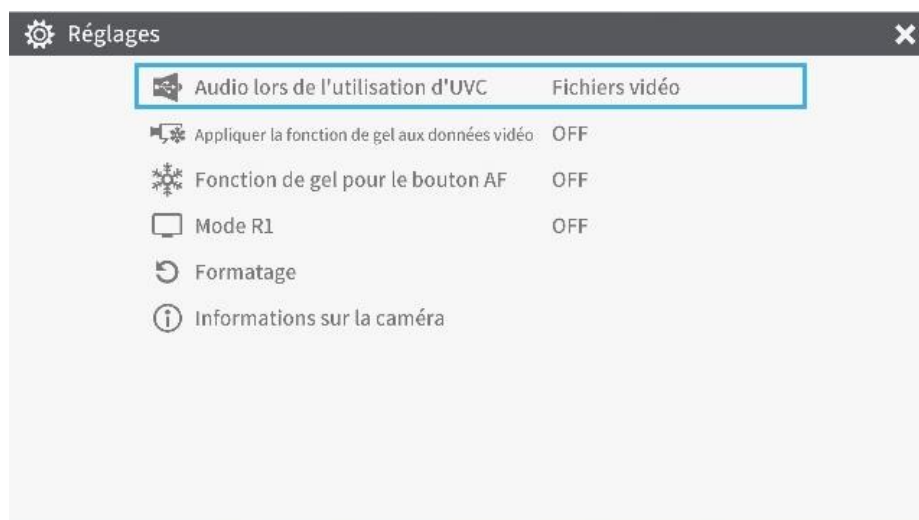 Réglages
Audio lors de l'utilisation d'UVC Fichiers vidéo
Appliquer la fonction de gel aux données vidéo OFF
Fonction de gel pour le bouton AF OFF
Mode R1 OFF
Formatage
Informations sur la caméra